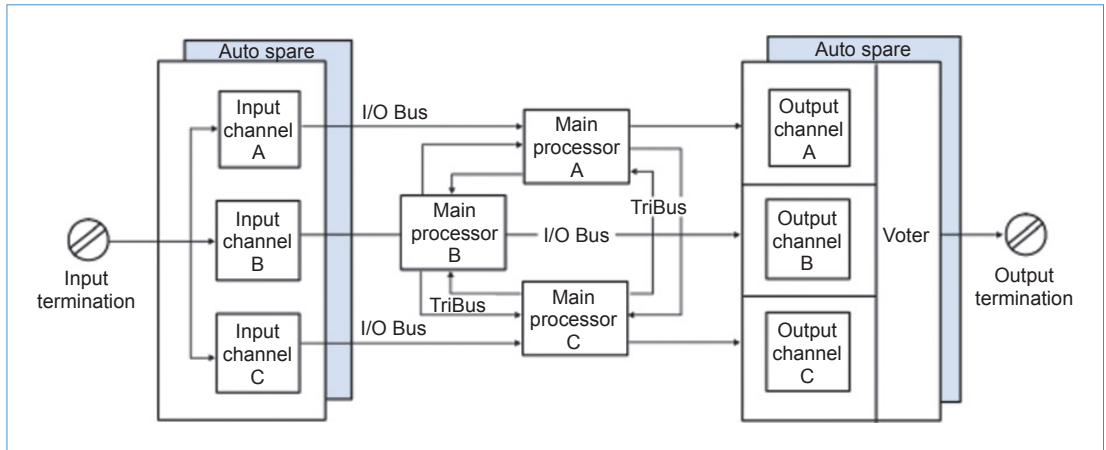 Auto spare
Auto spare
Input
channel
A
I/O Bus
Main
processor
A
Output
channel
A
Input
channel
B
Main
processor
B
I/O Bus
TriBus
Output
channel
B
Voter
Input
termination
Output
termination
TriBus
Input
channel
C
I/O Bus
Main
processor
C
Output
channel
C